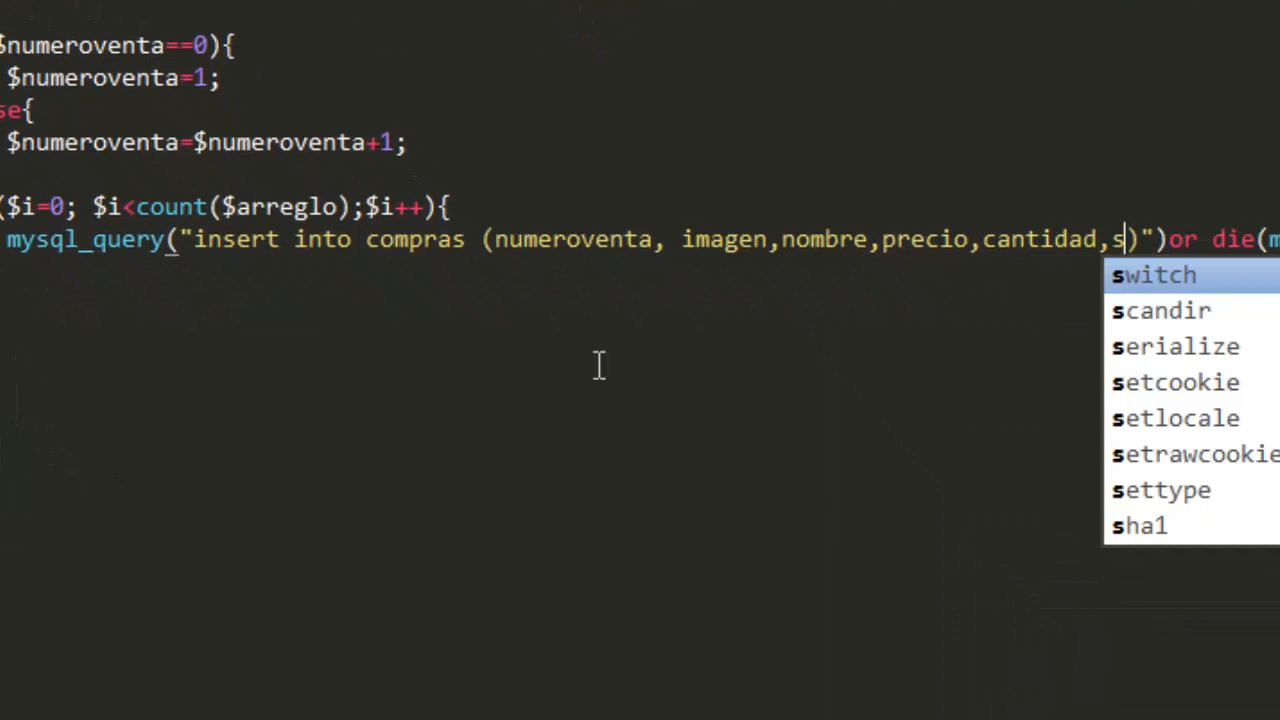 $numeroventa==0){
$numeroventa=1;
se{
$numeroventa=$numeroventa+1;
($i=0; $i<count($arreglo);$i++){
mysql_query("insert into compras (numeroventa, imagen,nombre,precio,cantidad,s)")or die(m
switch
scandir
serialize
setcookie
setlocale
setrawcookie
settype
sha1